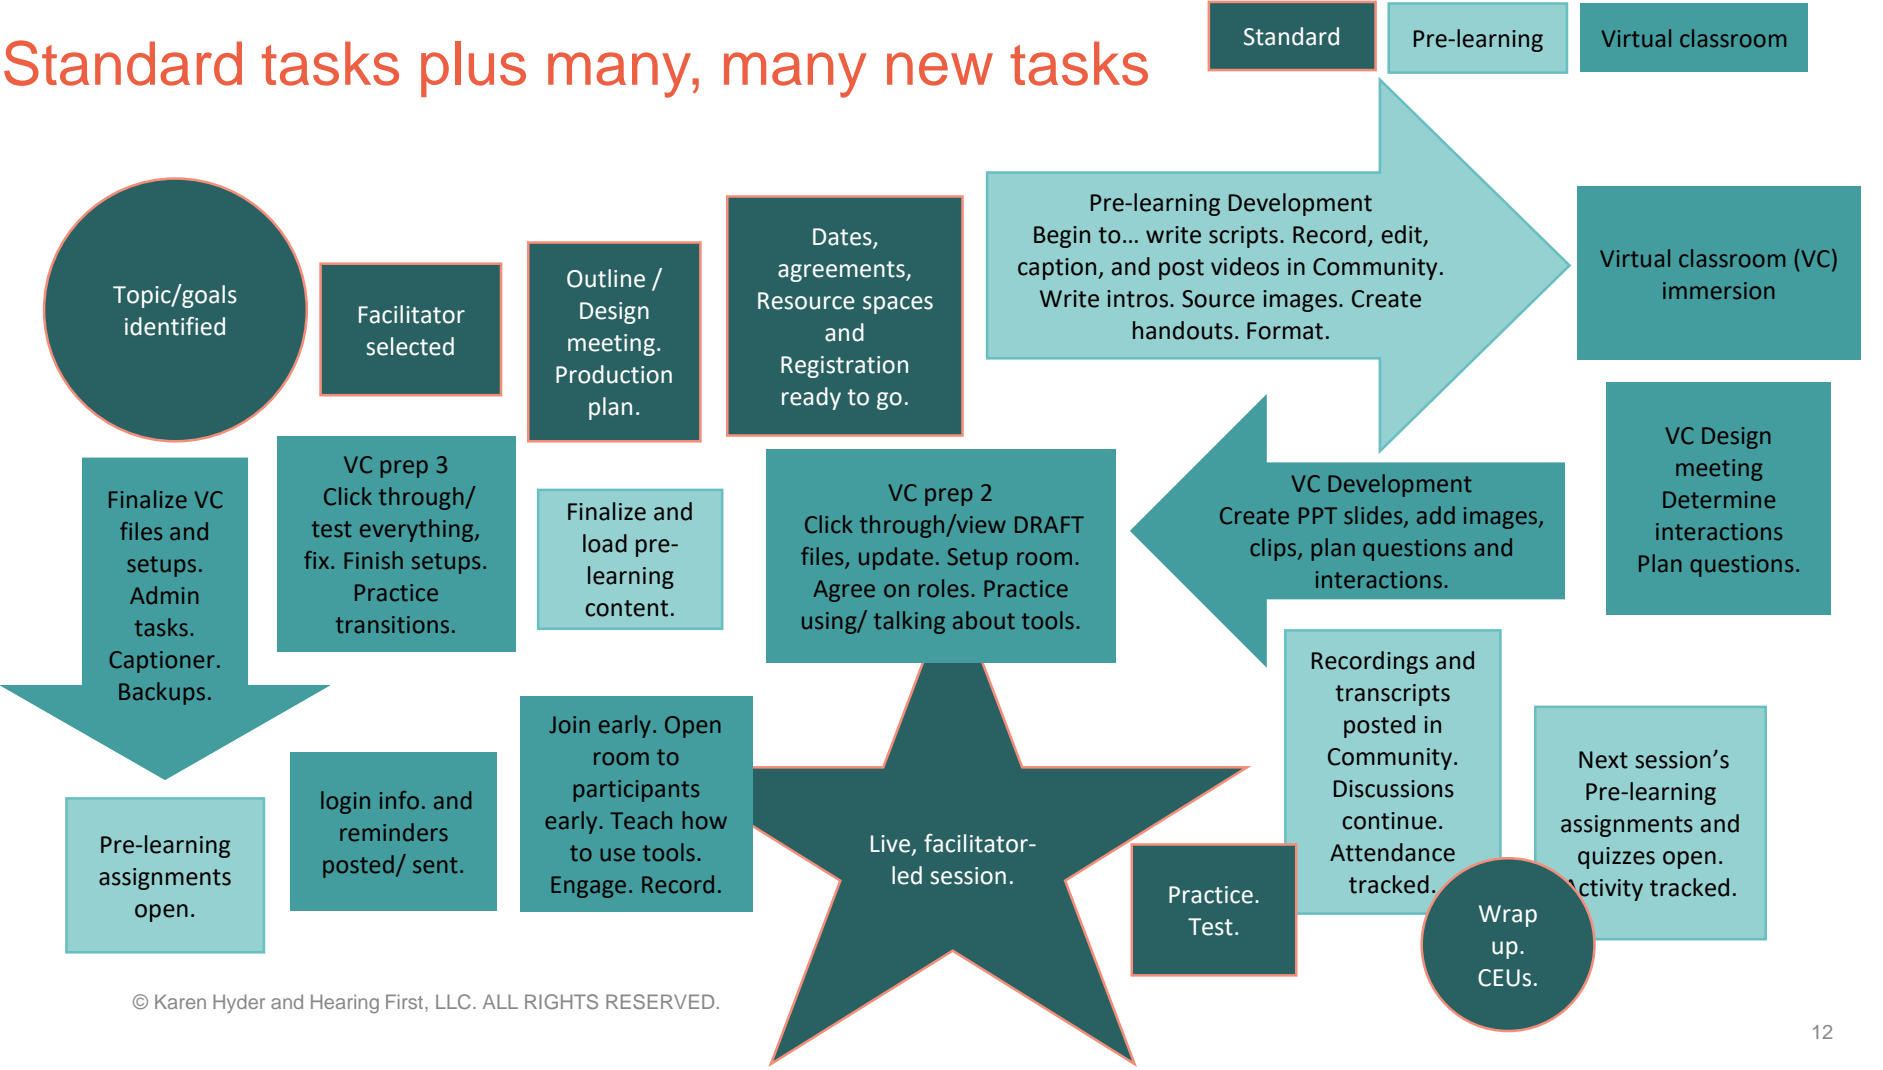 Standard tasks plus many, many new tasks
Standard
Pre-learning
Virtual classroom
Topic/goals
identified
Facilitator
selected
Outline /
Design
meeting.
Production
plan.
Dates,
agreements,
Resource spaces
and
Registration
ready to go.
Pre-learning Development
Begin to… write scripts. Record, edit,
caption, and post videos in Community.
Write intros. Source images. Create
handouts. Format.
Virtual classroom (VC)
immersion
VC Design
meeting
Determine
interactions
Plan questions.
VC Development
Create PPT slides, add images,
clips, plan questions and
interactions.
VC prep 2
Click through/view DRAFT
files, update. Setup room.
Agree on roles. Practice
using/ talking about tools.
Finalize and
load pre-
learning
content.
VC prep 3
Click through/
test everything,
fix. Finish setups.
Practice
transitions.
Finalize VC
files and
setups.
Admin
tasks.
Captioner.
Backups.
Pre-learning
assignments
open.
login info. and
reminders
posted/ sent.
Join early. Open
room to
participants
early. Teach how
to use tools.
Engage. Record.
Live, facilitator-
led session.
Practice.
Test.
Recordings and
transcripts
posted in
Community.
Discussions
continue.
Attendance
tracked.
Wrap
up.
CEUs.
Next session's
Pre-learning
assignments and
quizzes open.
Activity tracked.
© Karen Hyder and Hearing First, LLC. ALL RIGHTS RESERVED.
12